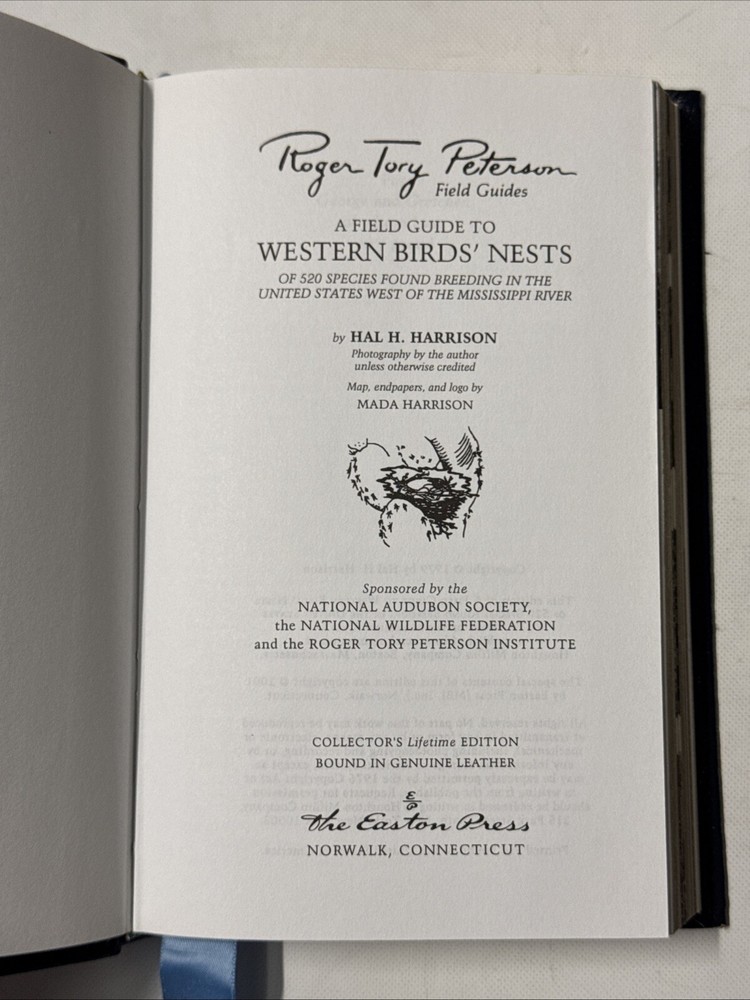 Roger Tory Peterson
Field Guides
A FIELD GUIDE TO
WESTERN BIRDS' NESTS
OF 520 SPECIES FOUND BREEDING IN THE
UNITED STATES WEST OF THE MISSISSIPPI RIVER
by HAL H. HARRISON
Photography by the author
unless otherwise credited
Map, endpapers, and logo by
MADA HARRISON
Sponsored by the
NATIONAL AUDUBON SOCIETY,
the NATIONAL WILDLIFE FEDERATION
and the ROGER TORY PETERSON INSTITUTE
COLLECTOR'S Lifetime EDITION
BOUND IN GENUINE LEATHER
E
P
The Easton Press
NORWALK, CONNECTICUT